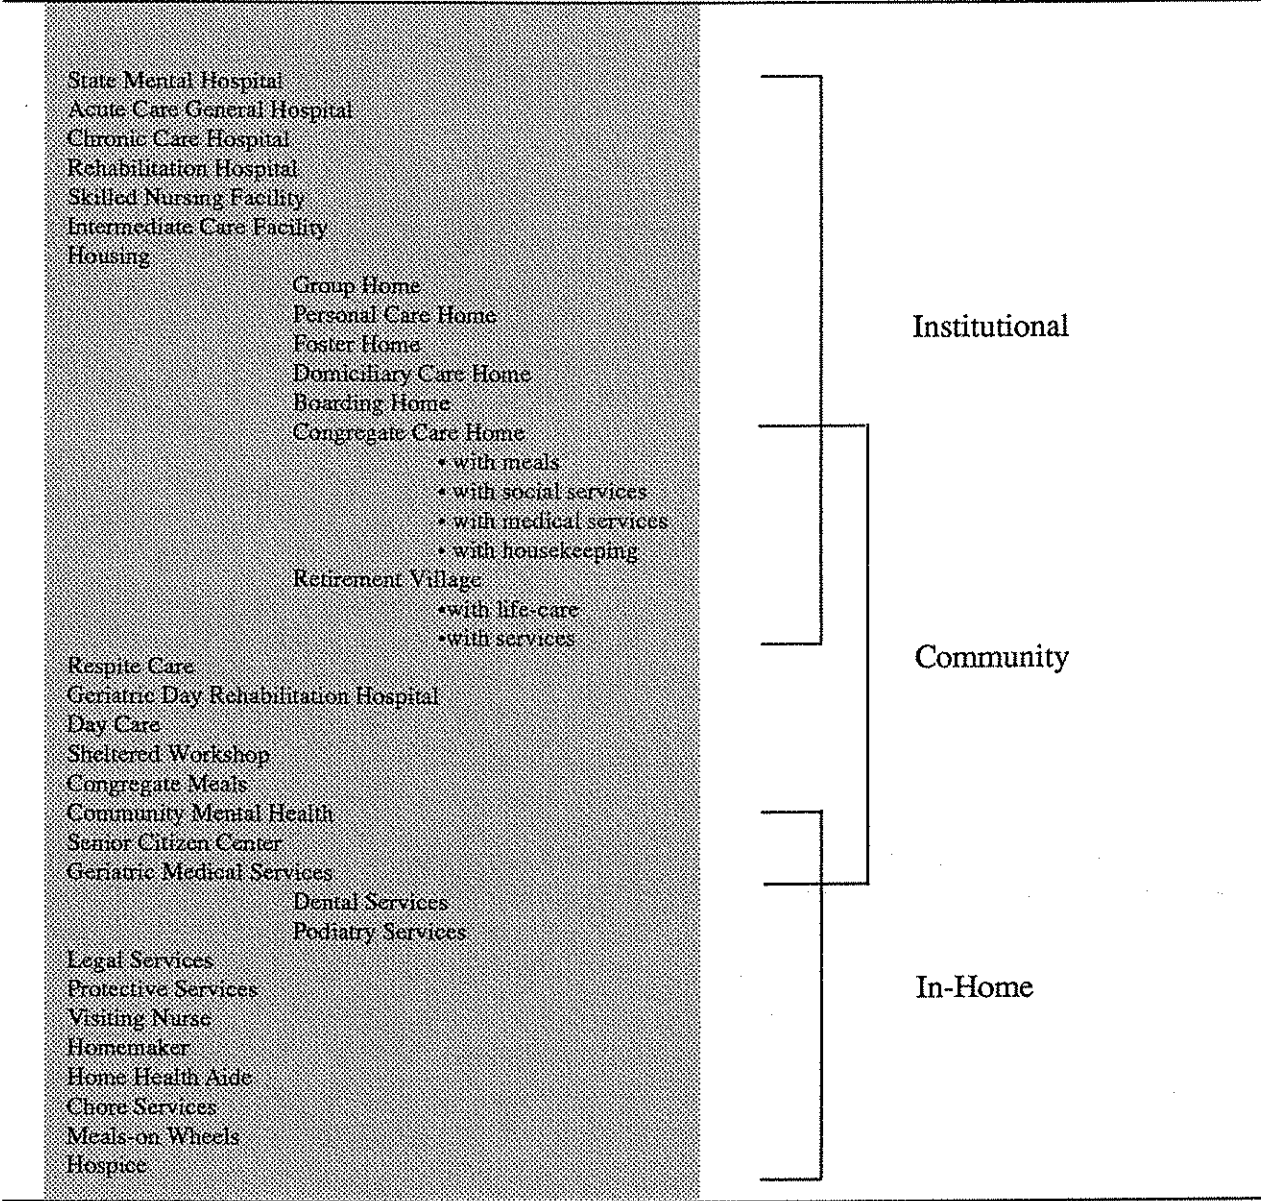 State Mental Hospital
Acute Care General Hospital
Chronic Care Hospital
Rehabilitation Hospital
Skilled Nursing Facility
Intermediate Care Facility
Housing
Group Home
Personal Care Home
Foster Home
Domiciliary Care Home
Boarding Home
Congregate Care Home
• with meals
• with social services
• with medical services
• with housekeeping
Retirement Village
•with life-care
•with services
Respite Care
Geriatric Day Rehabilitation Hospital
Day Care
Sheltered Workshop
Congregate Meals
Community Mental Health
Senior Citizen Center
Geriatric Medical Services
Dental Services
Podiatry Services
Legal Services
Protective Services
Visiting Nurse
Homemaker
Home Health Aide
Chore Services
Meals-on Wheels
Hospice
Institutional
Community
In-Home